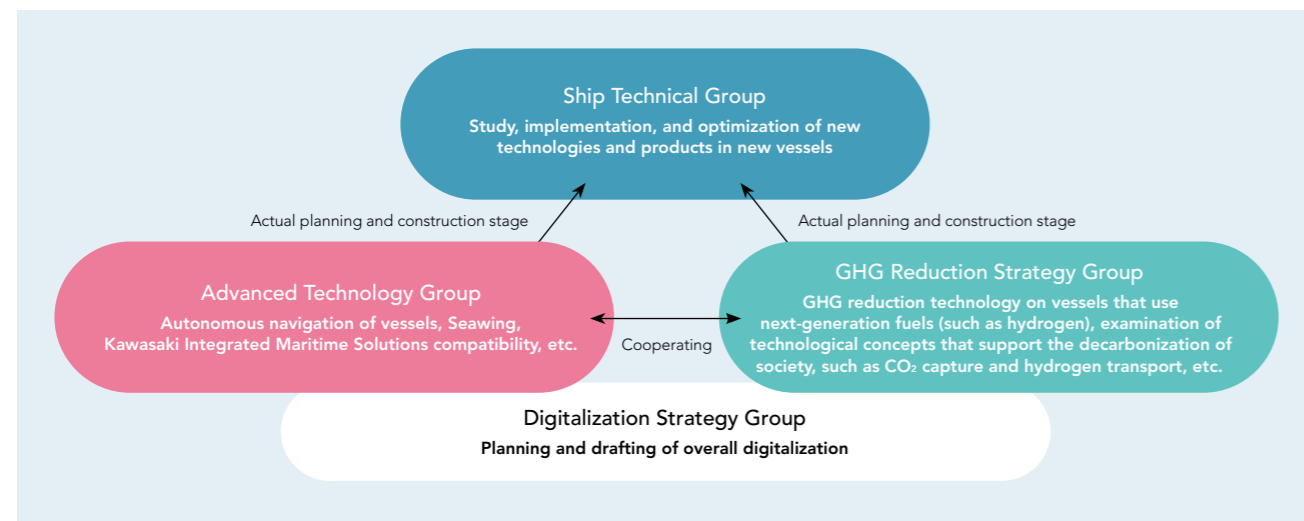 Ship Technical Group
Study, implementation, and optimization of new
technologies and products in new vessels
Actual planning and construction stage
Actual planning and construction stage
Advanced Technology Group
Autonomous navigation of vessels, Seawing,
Kawasaki Integrated Maritime Solutions compatibility, etc.
Cooperating
GHG Reduction Strategy Group
GHG reduction technology on vessels that use
next-generation fuels (such as hydrogen), examination of
technological concepts that support the decarbonization of
society, such as CO₂ capture and hydrogen transport, etc.
Digitalization Strategy Group
Planning and drafting of overall digitalization